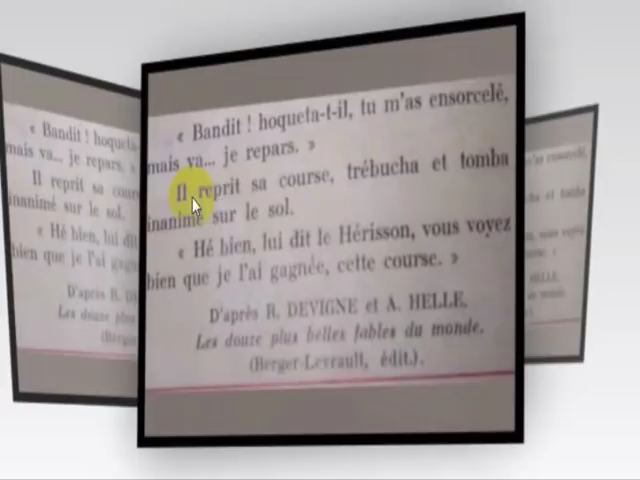 « Bandit ! hoqueta-t-il, tu m'as ensorcelé,
mais va... je repars. »
Il reprit sa course, trébucha et tomba
inanimé sur le sol.
« Hé bien, lui dit le Hérisson, vous voyez
bien que je l'ai gagnée, cette course. »
D'après R. DEVIGNE et A. HELLE,
Les douze plus belles fables du monde.
(Berger-Levrault, édit.).